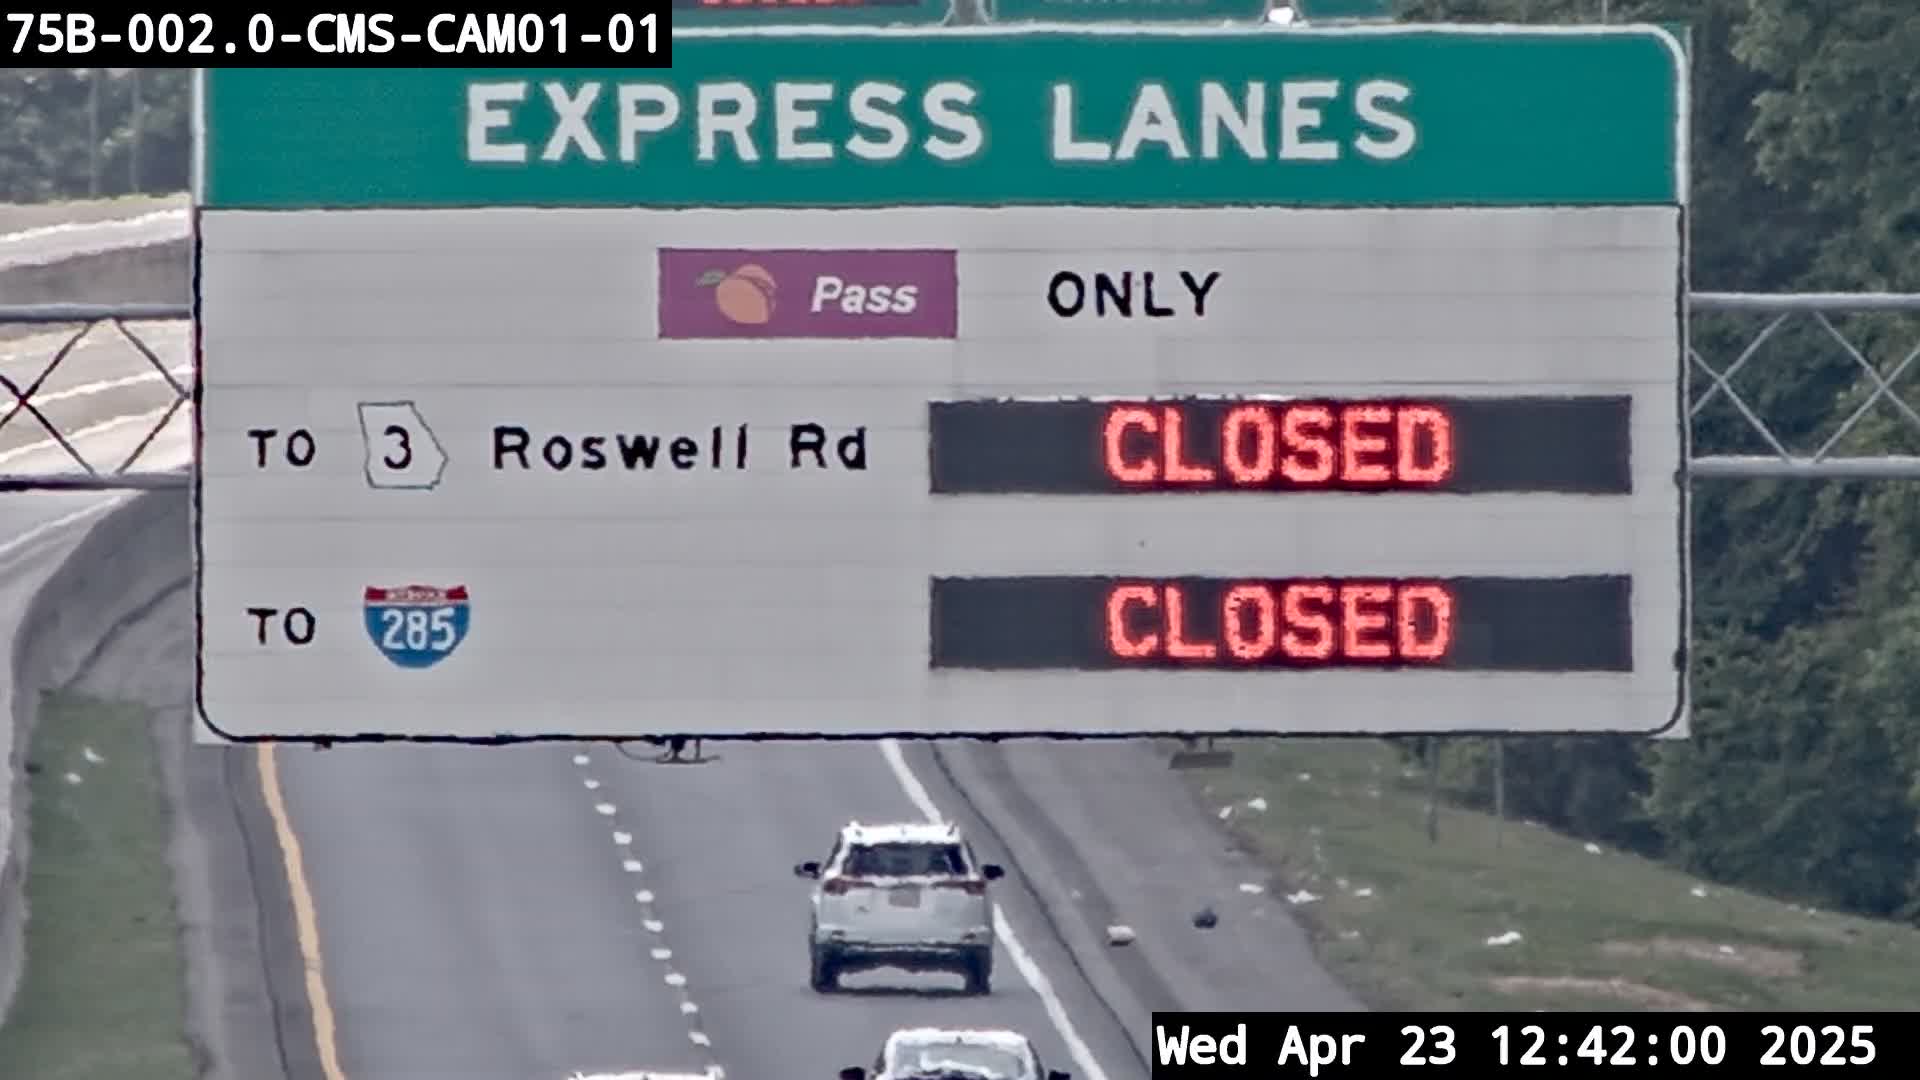 75B-002.0-CMS-CAM01-01
EXPRESS LANES
Pass ONLY
TO 3 Roswell Rd CLOSED
TO 285 CLOSED
Wed Apr 23 12:42:00 2025